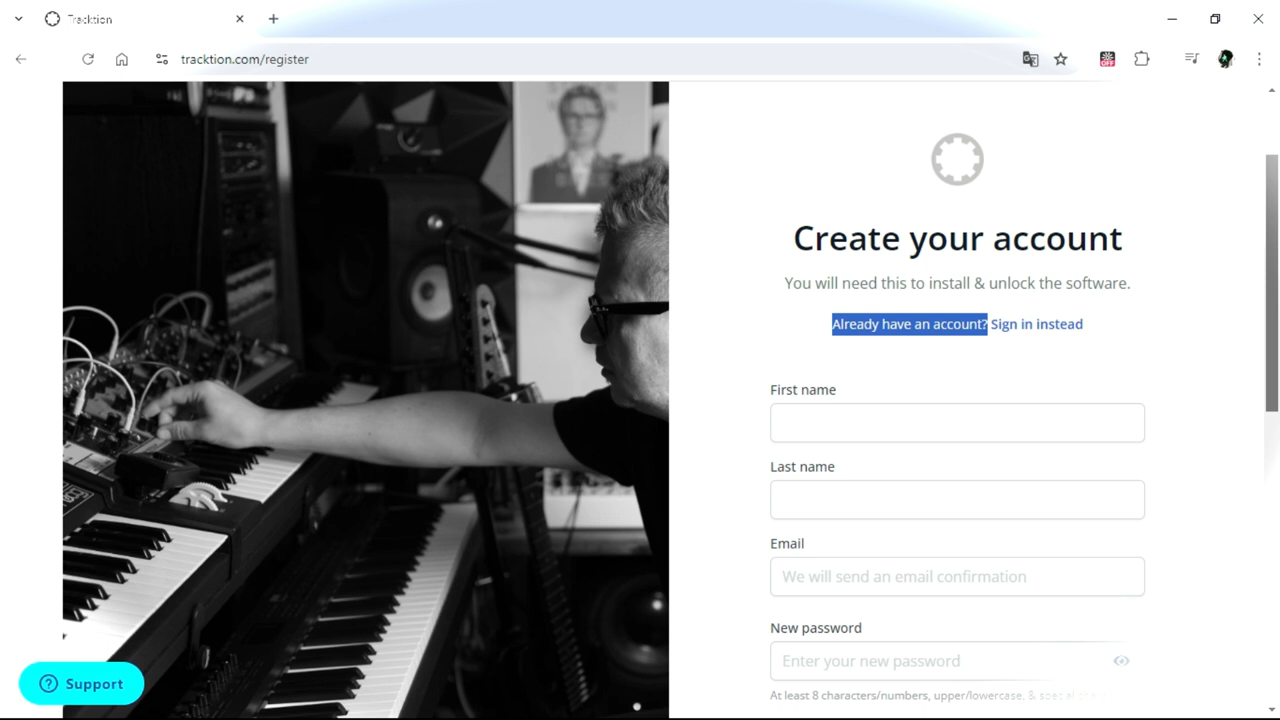 Tracktion
tracktion.com/register
OFF
Create your account
You will need this to install & unlock the software.
Already have an account? Sign in instead
First name
Last name
Email
We will send an email confirmation
New password
Enter your new password
At least 8 characters/numbers, upper/lowercase, &
Support